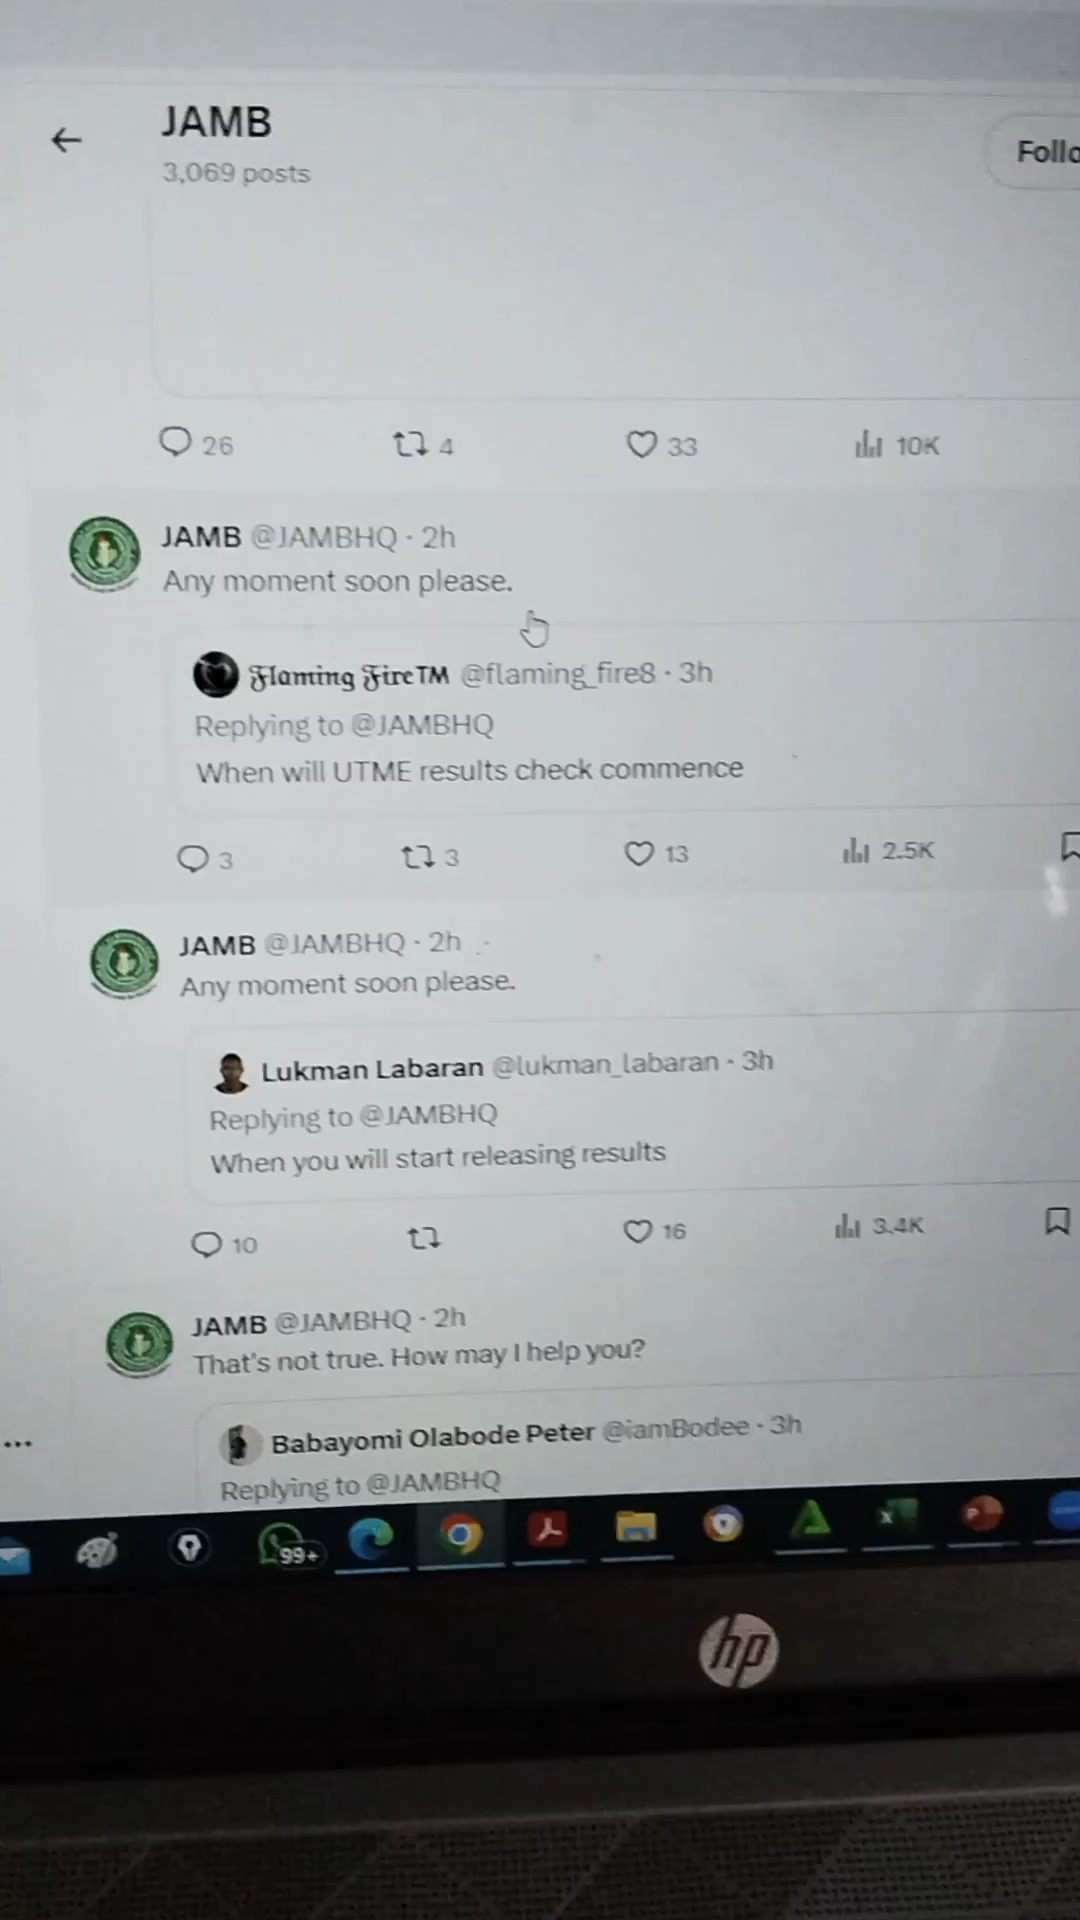 JAMB
3,069 posts
Follo
26 4 33 10K
JAMB @JAMBHQ · 2h
Any moment soon please.
Flaming Fire™ @flaming_fire8 · 3h
Replying to @JAMBHQ
When will UTME results check commence
3 3 13 2.5K
JAMB @JAMBHQ · 2h
Any moment soon please.
Lukman Labaran @lukman_labaran · 3h
Replying to @JAMBHQ
When you will start releasing results
10 16 3.4K
JAMB @JAMBHQ · 2h
That's not true. How may I help you?
Babayomi Olabode Peter @iamBodee · 3h
Replying to @JAMBHQ
99+
hp